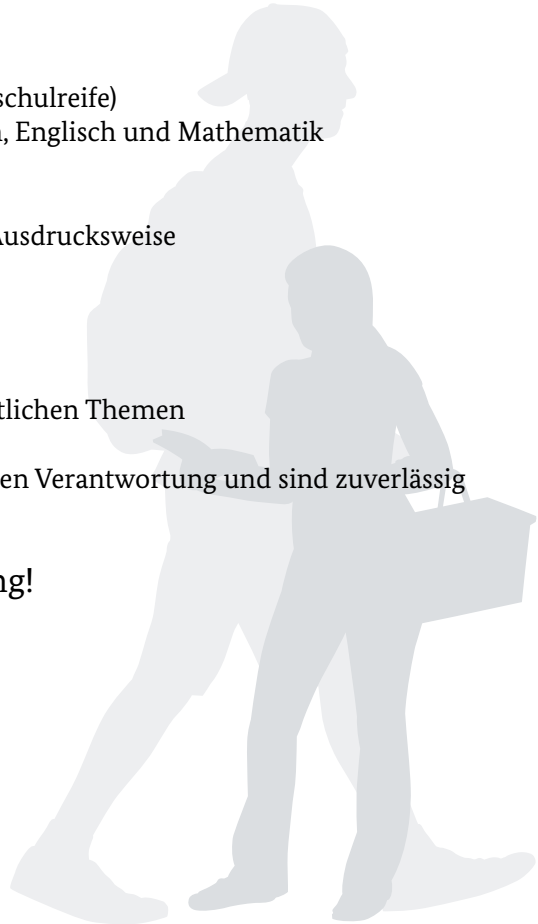 schulreife)
, Englisch und Mathematik
Ausdrucksweise
tlichen Themen
en Verantwortung und sind zuverlässig
ng!